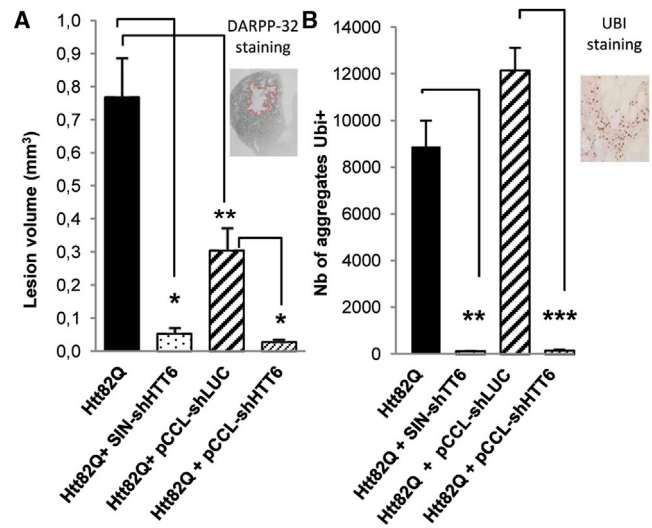 A
DARPP-32
staining
Lesion volume (mm³)
1,0
0,9
0,8
0,7
0,6
0,5
0,4
0,3
0,2
0,1
0,0
*
**
*
Htt82Q
Htt82Q+ SIN-shHTT6
Htt82Q+ pCCL-shLUC
Htt82Q + pCCL-shHTT6
B
UBI
staining
Nb of aggregates Ubi+
14000
12000
10000
8000
6000
4000
2000
0
**
***
Htt82Q
Htt82Q + SIN-shTT6
Htt82Q + pCCL-shLUC
Htt82Q + pCCL-shHTT6